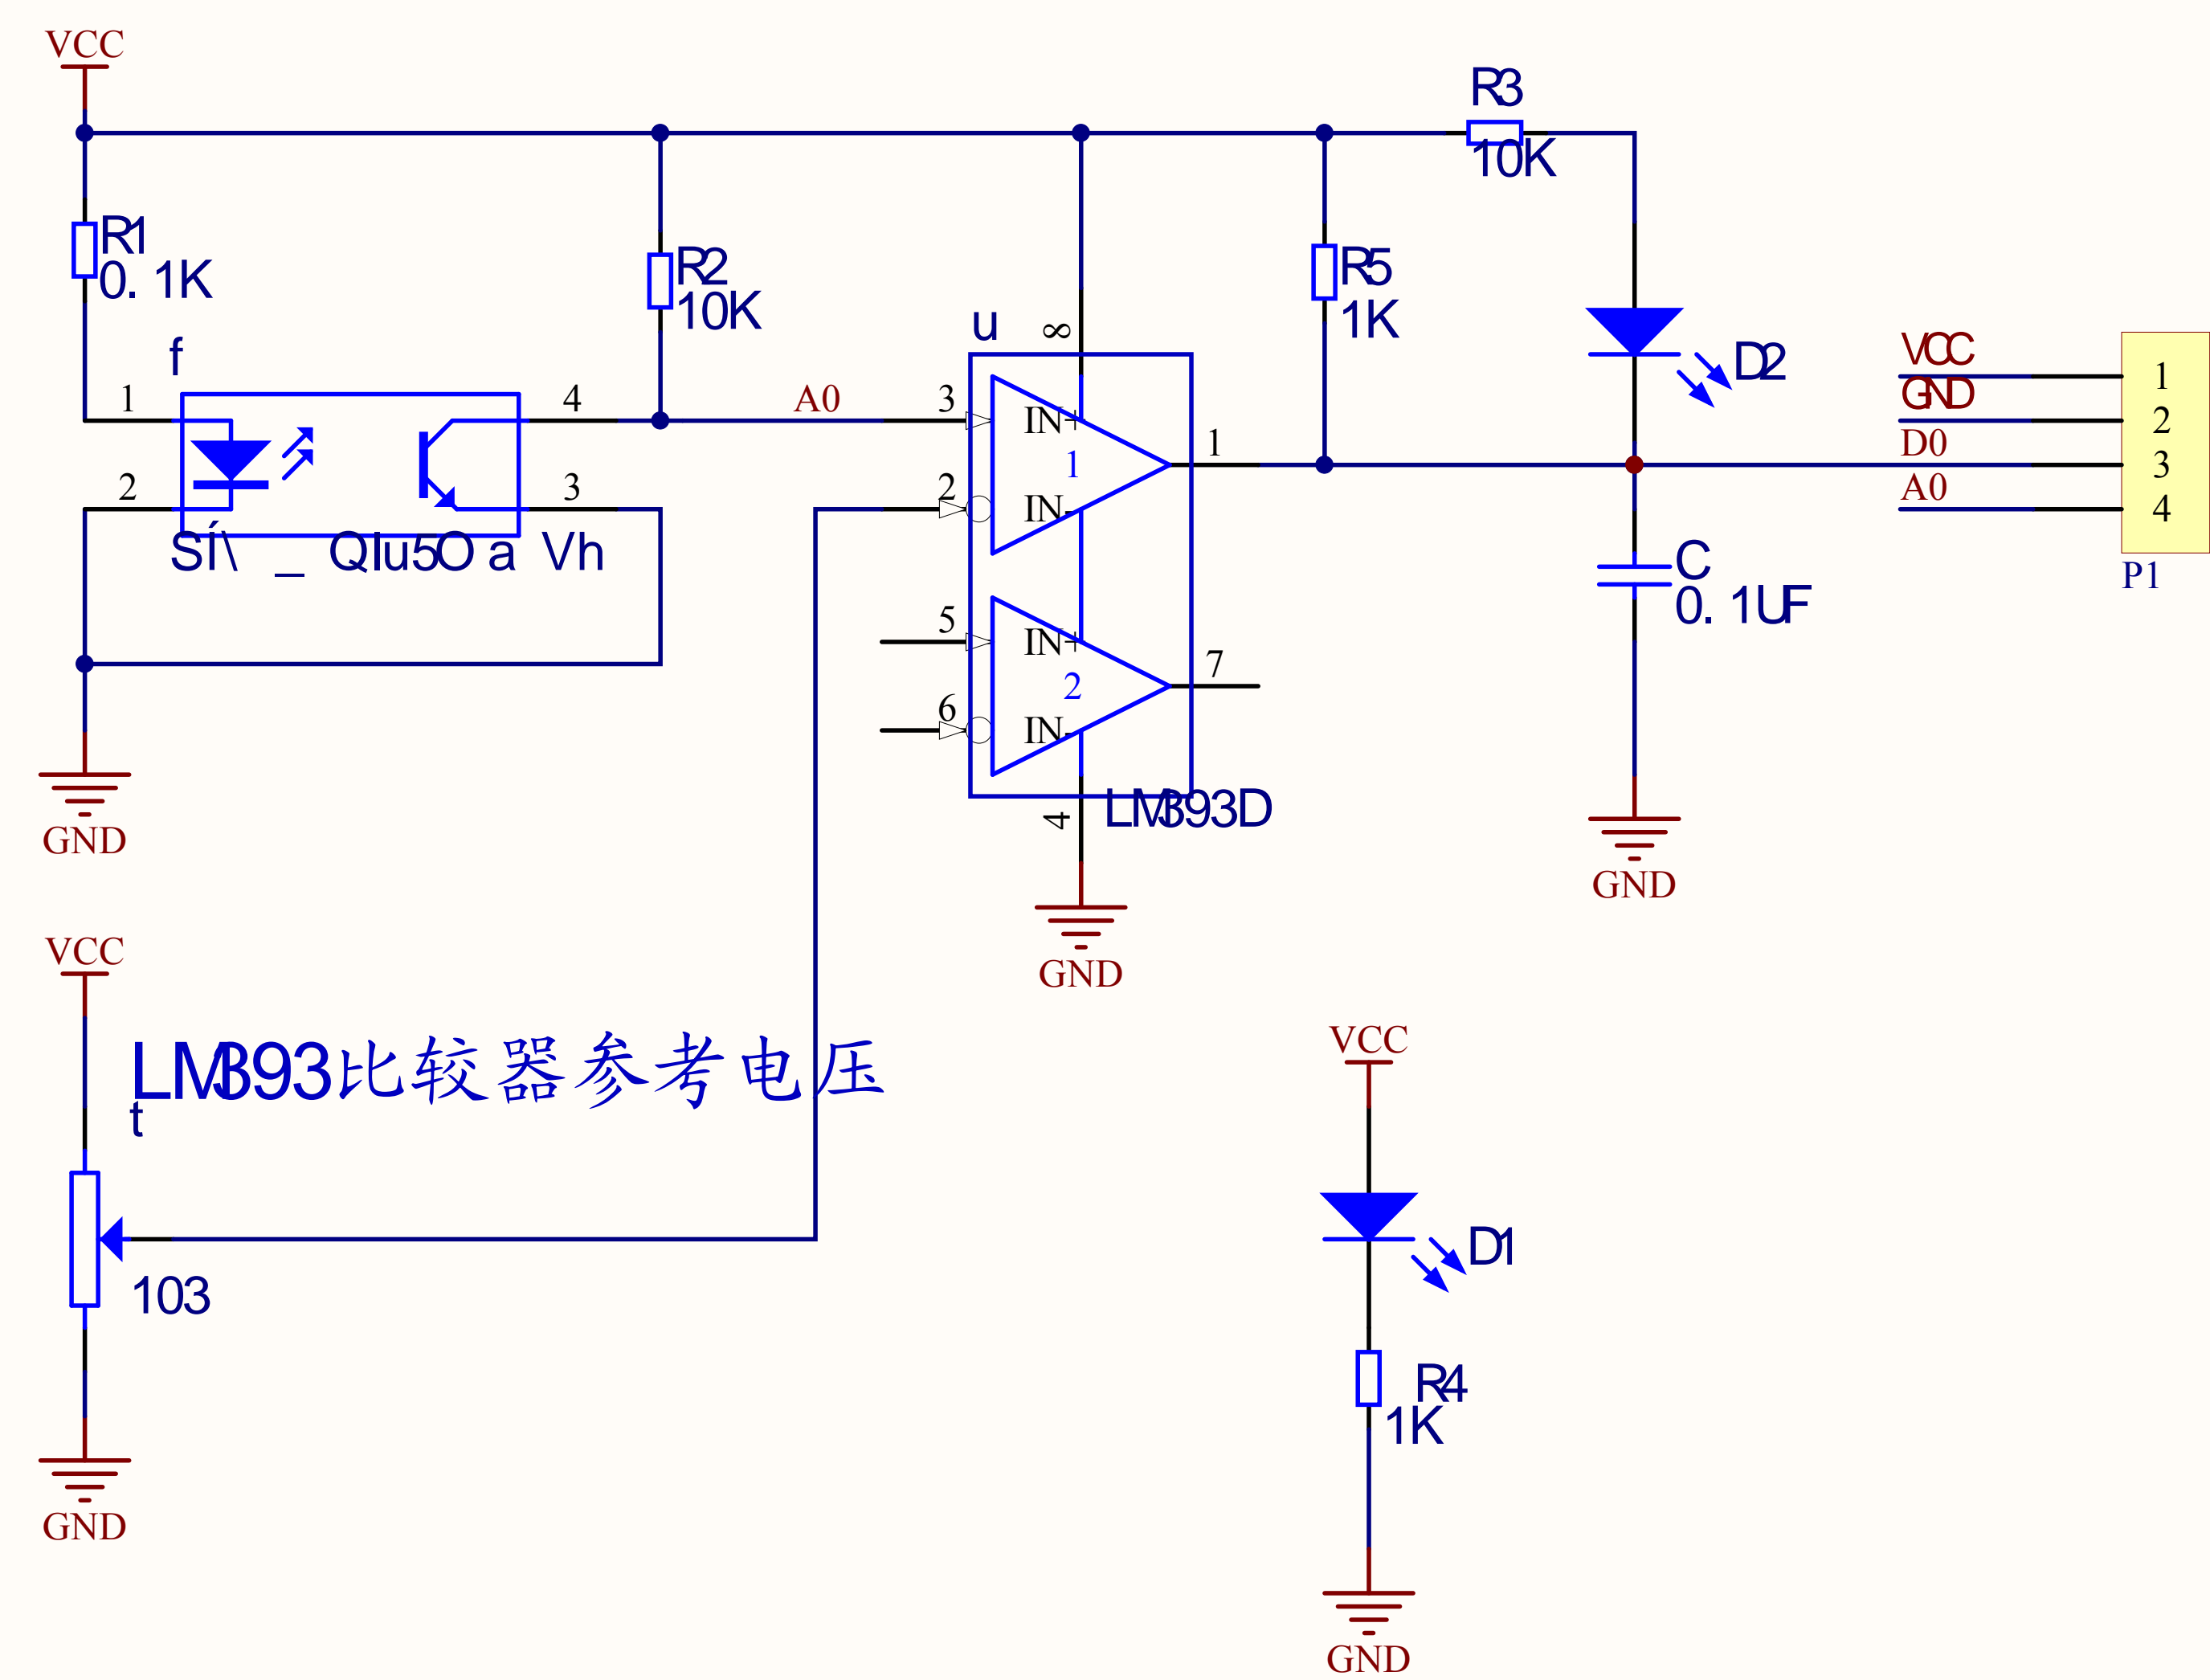 VCC
R3
10K
R1
0.1K
R2
10K
R5
1K
f
u
8
D2
VCC
1
GND
2
D0
3
A0
4
P1
1
4
A0
3
IN+
1
1
2
3
2
IN-
SÍ\ _ QIu5O a Vh
C
0.1UF
5
IN+
2
7
6
IN-
4
LM393D
GND
GND
GND
VCC
LM393比较器参考电压
t
103
GND
VCC
D1
R4
1K
GND